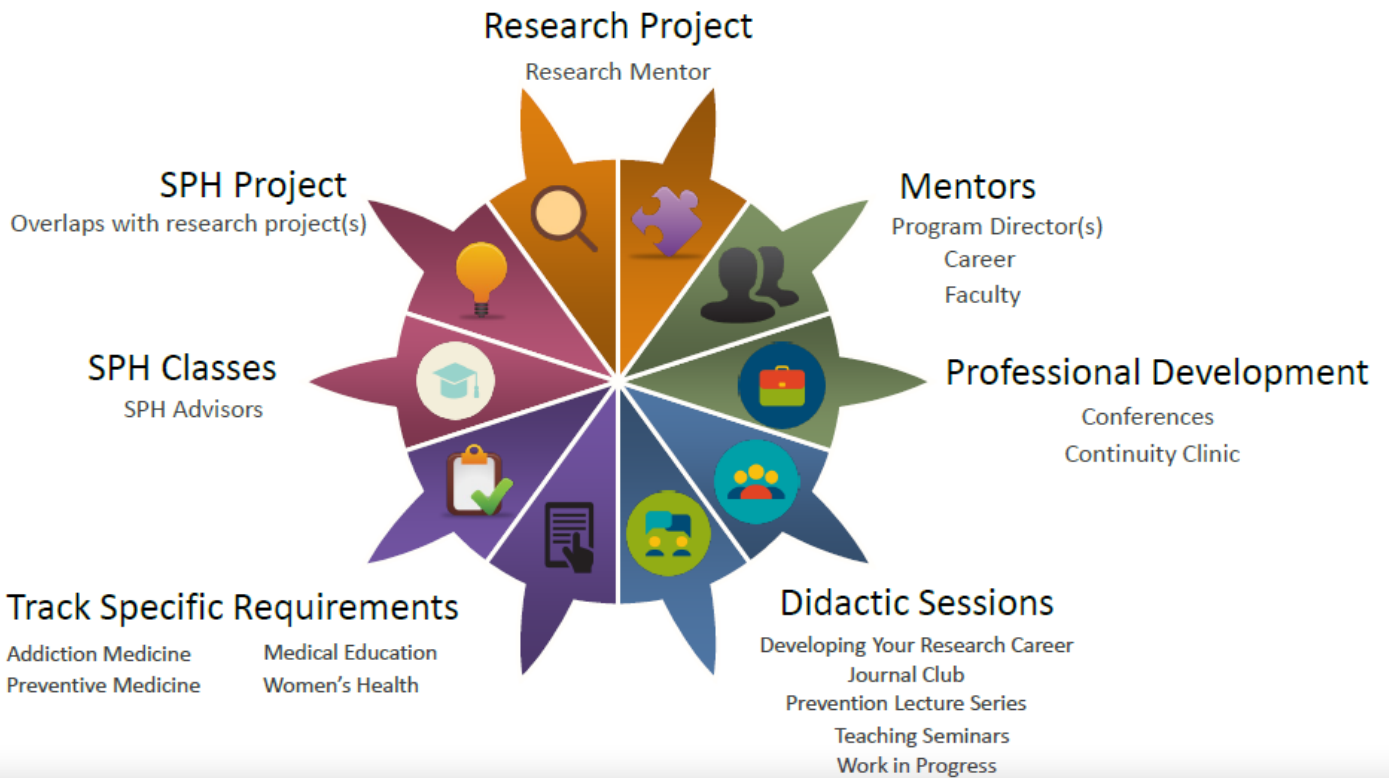 Research Project
Research Mentor
SPH Project
Overlaps with research project(s)
Mentors
Program Director(s)
Career
Faculty
SPH Classes
SPH Advisors
Professional Development
Conferences
Continuity Clinic
Track Specific Requirements
Addiction Medicine
Medical Education
Preventive Medicine
Women's Health
Didactic Sessions
Developing Your Research Career
Journal Club
Prevention Lecture Series
Teaching Seminars
Work in Progress